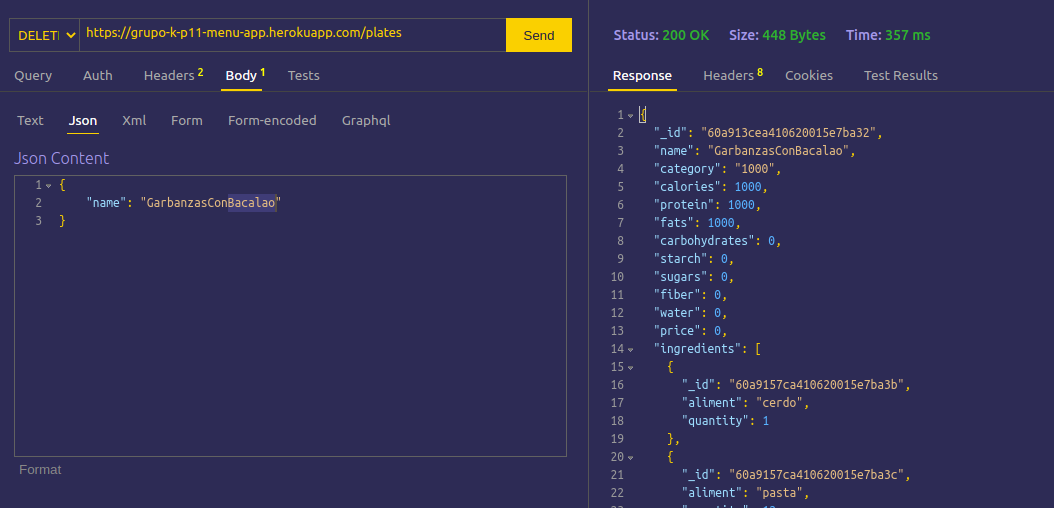 DELETE https://grupo-k-p11-menu-app.herokuapp.com/plates Send
Query Auth Headers 2 Body 1 Tests
Text Json Xml Form Form-encoded Graphql
Json Content
1 {
2 "name": "GarbanzasConBacalao"
3 }
Format
Status: 200 OK Size: 448 Bytes Time: 357 ms
Response Headers 8 Cookies Test Results
1 {
2 "_id": "60a913cea410620015e7ba32",
3 "name": "GarbanzasConBacalao",
4 "category": "1000",
5 "calories": 1000,
6 "protein": 1000,
7 "fats": 1000,
8 "carbohydrates": 0,
9 "starch": 0,
10 "sugars": 0,
11 "fiber": 0,
12 "water": 0,
13 "price": 0,
14 "ingredients": [
15 {
16 "_id": "60a9157ca410620015e7ba3b",
17 "aliment": "cerdo",
18 "quantity": 1
19 },
20 {
21 "_id": "60a9157ca410620015e7ba3c",
22 "aliment": "pasta",